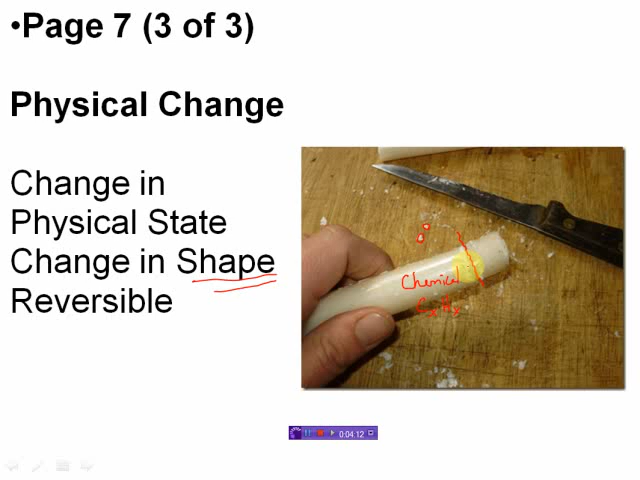 •Page 7 (3 of 3)
Physical Change
Change in
Physical State
Change in Shape
Reversible
Chemical
CxHx
0:04.12